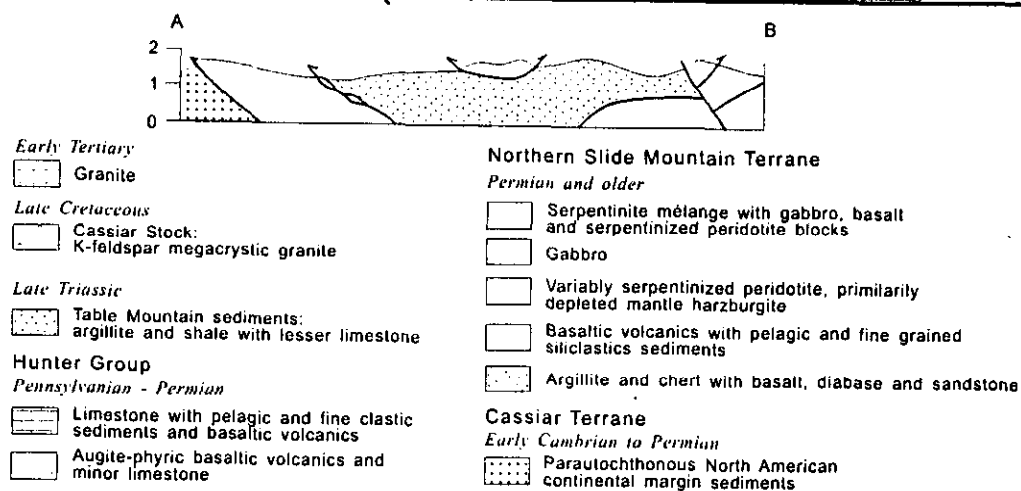 A
B
2
1
0
Early Tertiary
Granite
Late Cretaceous
Cassiar Stock:
K-feldspar megacrystic granite
Late Triassic
Table Mountain sediments:
argillite and shale with lesser limestone
Hunter Group
Pennsylvanian - Permian
Limestone with pelagic and fine clastic
sediments and basaltic volcanics
Augite-phyric basaltic volcanics and
minor limestone
Northern Slide Mountain Terrane
Permian and older
Serpentinite mélange with gabbro, basalt
and serpentinized peridotite blocks
Gabbro
Variably serpentinized peridotite, primilarily
depleted mantle harzburgite
Basaltic volcanics with pelagic and fine grained
siliclastics sediments
Argillite and chert with basalt, diabase and sandstone
Cassiar Terrane
Early Cambrian to Permian
Parautochthonous North American
continental margin sediments